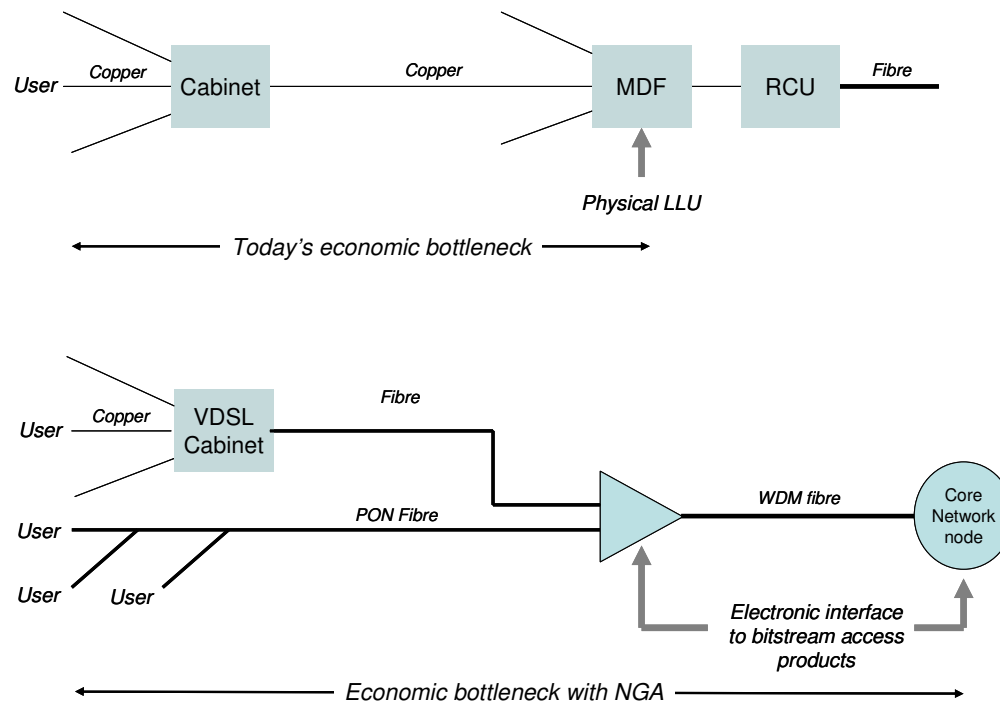 Copper
Copper
Fibre
User
Cabinet
MDF
RCU
Physical LLU
Today's economic bottleneck
Fibre
Copper
User
VDSL
Cabinet
WDM fibre
Core
Network
node
PON Fibre
User
User
User
Electronic interface
to bitstream access
products
Economic bottleneck with NGA